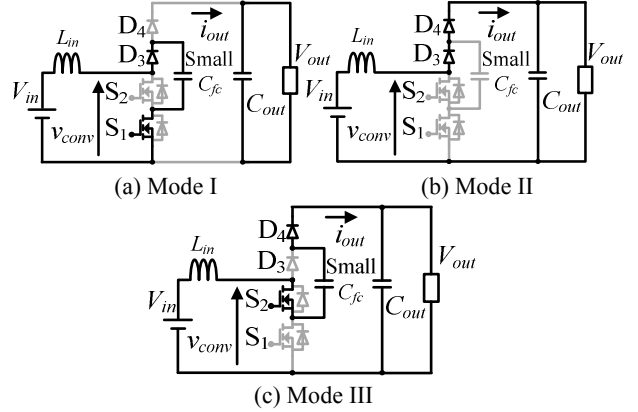 D4
iout
D3
Small
Cfc
Lin
Vin
vconv
S2
S1
Cout
Vout
(a) Mode I
D4
iout
D3
Small
Cfc
Lin
Vin
vconv
S2
S1
Cout
Vout
(b) Mode II
D4
iout
D3
Small
Cfc
Lin
Vin
vconv
S2
S1
Cout
Vout
(c) Mode III